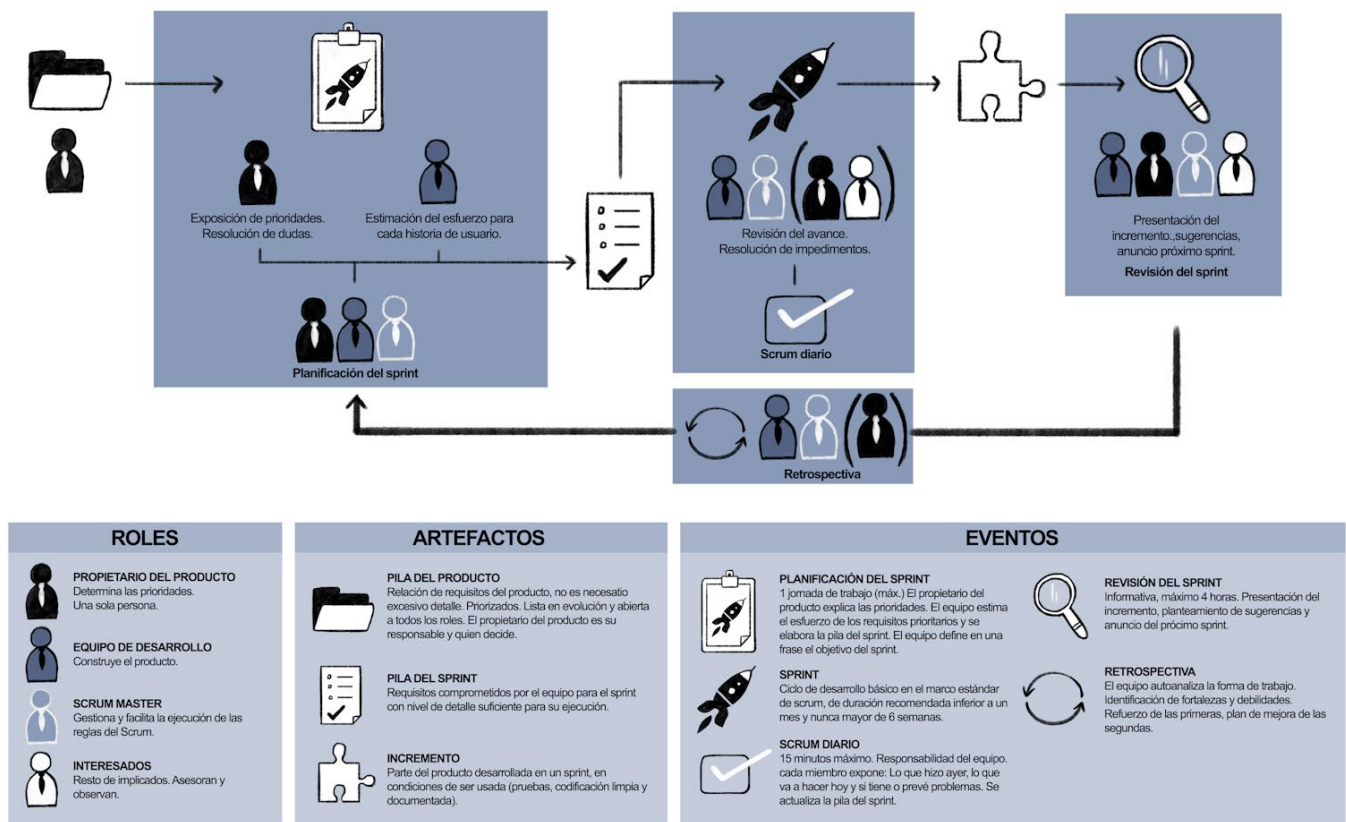 Exposición de prioridades.
Resolución de dudas.
Estimación del esfuerzo para
cada historia de usuario.
Planificación del sprint
Revisión del avance.
Resolución de impedimentos.
Scrum diario
Presentación del
incremento.,sugerencias,
anuncio próximo sprint.
Revisión del sprint
Retrospectiva
ROLES
PROPIETARIO DEL PRODUCTO
Determina las prioridades.
Una sola persona.
EQUIPO DE DESARROLLO
Construye el producto.
SCRUM MASTER
Gestiona y facilita la ejecución de las
reglas del Scrum.
INTERESADOS
Resto de implicados. Asesoran y
observan.
ARTEFACTOS
PILA DEL PRODUCTO
Relación de requisitos del producto, no es necesatio
excesivo detalle. Priorizados. Lista en evolución y abierta
a todos los roles. El propietario del producto es su
responsable y quien decide.
PILA DEL SPRINT
Requisitos comprometidos por el equipo para el sprint
con nivel de detalle suficiente para su ejecución.
INCREMENTO
Parte del producto desarrollada en un sprint, en
condiciones de ser usada (pruebas, codificación limpia y
documentada).
EVENTOS
PLANIFICACIÓN DEL SPRINT
1 jornada de trabajo (máx.) El propietario del
producto explica las prioridades. El equipo estima
el esfuerzo de los requisitos prioritarios y se
elabora la pila del sprint. El equipo define en una
frase el objetivo del sprint.
SPRINT
Ciclo de desarrollo básico en el marco estándar
de scrum, de duración recomendada inferior a un
mes y nunca mayor de 6 semanas.
SCRUM DIARIO
15 minutos máximo. Responsabilidad del equipo.
cada miembro expone: Lo que hizo ayer, lo que
va a hacer hoy y si tiene o prevé problemas. Se
actualiza la pila del sprint.
REVISIÓN DEL SPRINT
Informativa, máximo 4 horas. Presentación del
incremento, planteamiento de sugerencias y
anuncio del prócimo sprint.
RETROSPECTIVA
El equipo autoanaliza la forma de trabajo.
Identificación de fortalezas y debilidades.
Refuerzo de las primeras, plan de mejora de las
segundas.